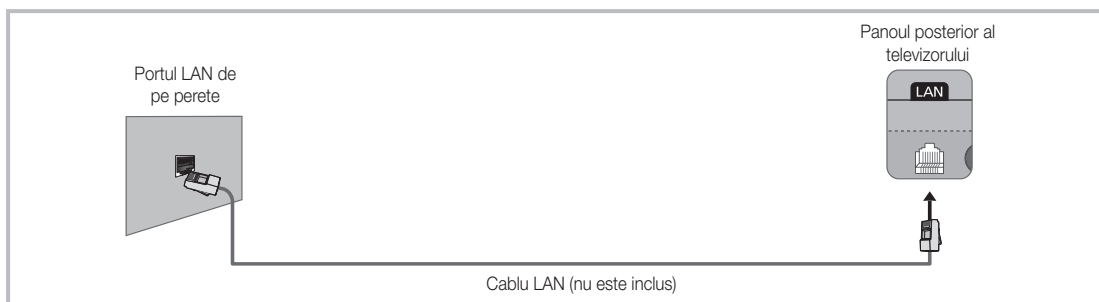 Portul LAN de
pe perete
Panoul posterior al
televizorului
LAN
Cablu LAN (nu este inclus)